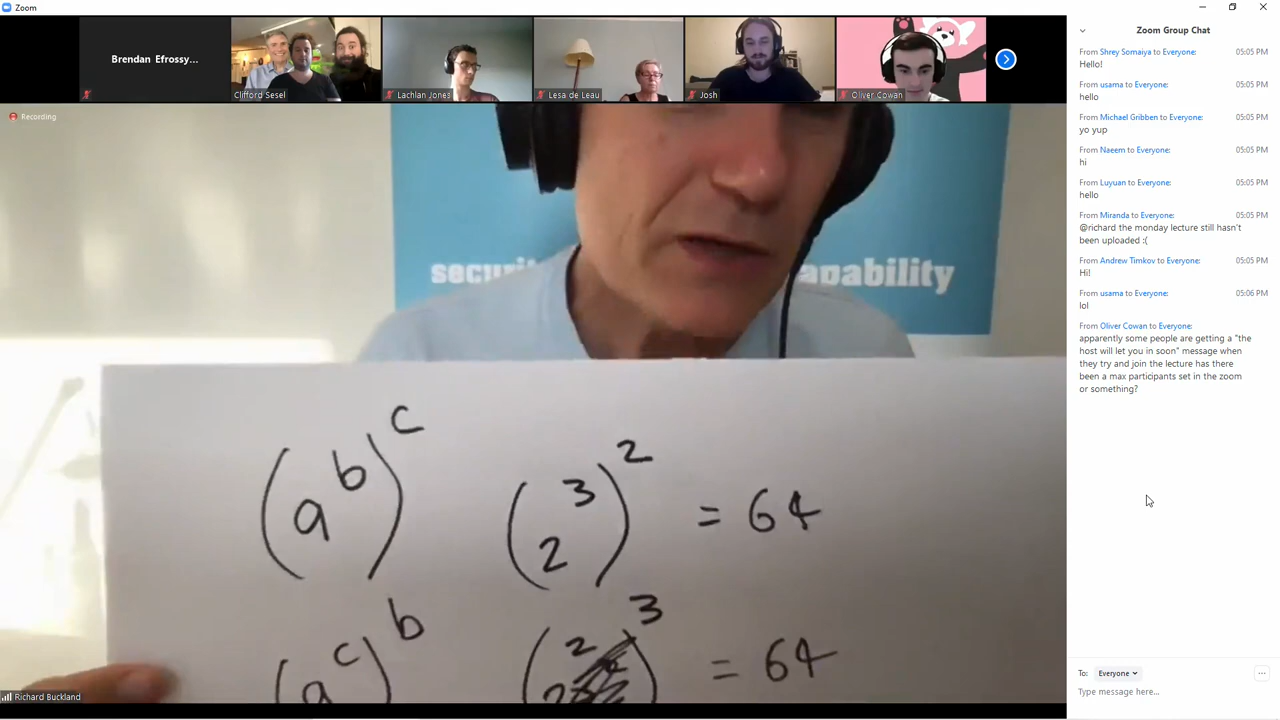 Zoom
Brendan Efrossy...
Clifford Sesel
Lachlan Jones
Lesa de Leau
Josh
Oliver Cowan
Recording
Zoom Group Chat
From Shrey Somaiya to Everyone: 05:05 PM
Hello!
From usama to Everyone: 05:05 PM
hello
From Michael Gribben to Everyone: 05:05 PM
yo yup
From Naeem to Everyone: 05:05 PM
hi
From Luyuan to Everyone: 05:05 PM
hello
From Miranda to Everyone: 05:05 PM
@richard the monday lecture still hasn't
been uploaded :(
From Andrew Timkov to Everyone: 05:05 PM
Hi!
From usama to Everyone: 05:06 PM
lol
From Oliver Cowan to Everyone:
apparently some people are getting a "the
host will let you in soon" message when
they try and join the lecture has there
been a max participants set in the zoom
or something?
To: Everyone
Type message here...
securit apability
(a^b)^c (2^3)^2 = 64
(a^c)^b (2^2)^3 = 64
Richard Buckland